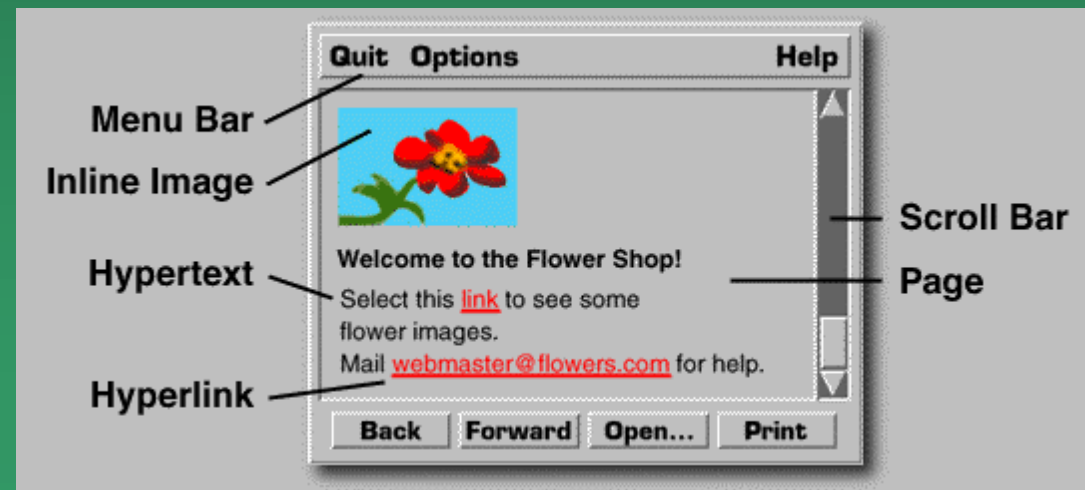 Quit Options Help
Menu Bar
Inline Image
Scroll Bar
Hypertext
Welcome to the Flower Shop!
Page
Select this link to see some
flower images.
Mail webmaster@flowers.com for help.
Hyperlink
Back Forward Open... Print